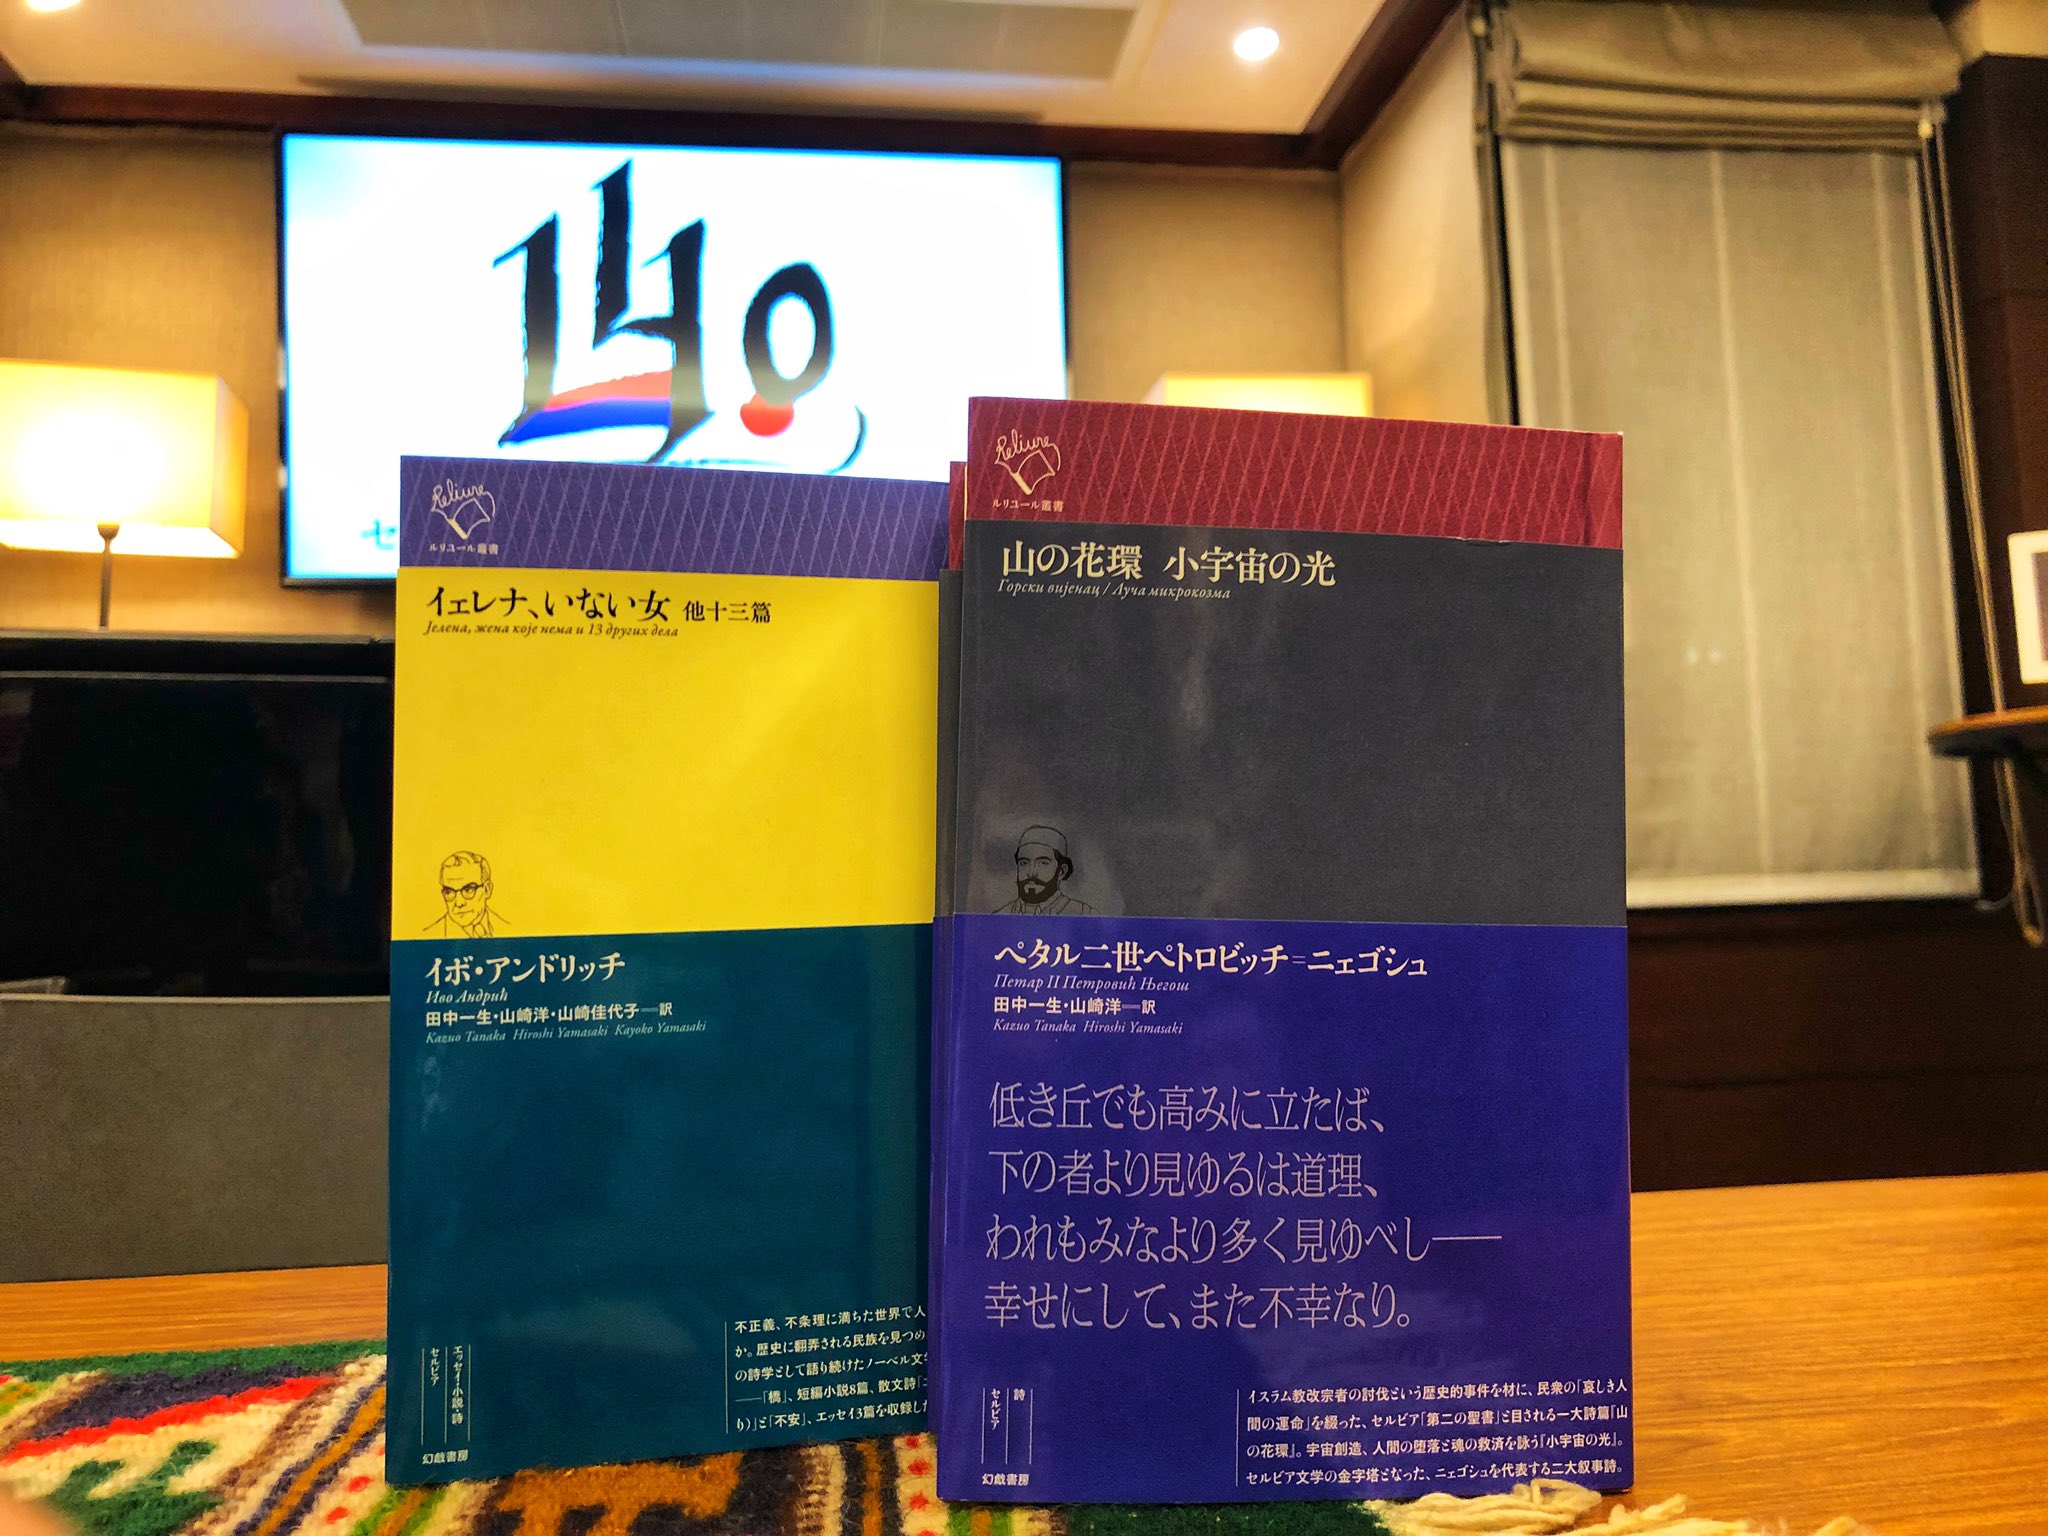 140
セ
Reliure
ルリユール叢書
イェレナ、いない女 他十三篇
Јелена, жена које нема и 13 других дела
イボ・アンドリッチ
Иво Андрић
田中一生・山崎洋・山崎佳代子──訳
Kazuo Tanaka Hiroshi Yamasaki Kayoko Yamasaki
不正義、不条理に満ちた世界で人
か。歴史に翻弄される民族を見つめ
の詩学として語り続けたノーベル文
──「橋」、短編小説8篇、散文詩「エ
り)」と「不安」、エッセイ3篇を収録した
エッセイ・小説・詩
セルビア
幻戯書房
Reliure
ルリユール叢書
山の花環 小宇宙の光
Горски вијенац / Луча микрокозма
ペタル二世ペトロビッチ=ニェゴシュ
Петар II Петровић Његош
田中一生・山崎洋──訳
Kazuo Tanaka Hiroshi Yamasaki
低き丘でも高みに立たば、
下の者より見ゆるは道理、
われもみなより多く見ゆべし──
幸せにして、また不幸なり。
イスラム教改宗者の討伐という歴史的事件を材に、民衆の「哀しき人
間の運命」を綴った、セルビア「第二の聖書」と目される一大詩篇『山
の花環』。宇宙創造、人間の堕落と魂の救済を詠う『小宇宙の光』。
セルビア文学の金字塔となった、ニェゴシュを代表する二大叙事詩。
詩
セルビア
幻戯書房